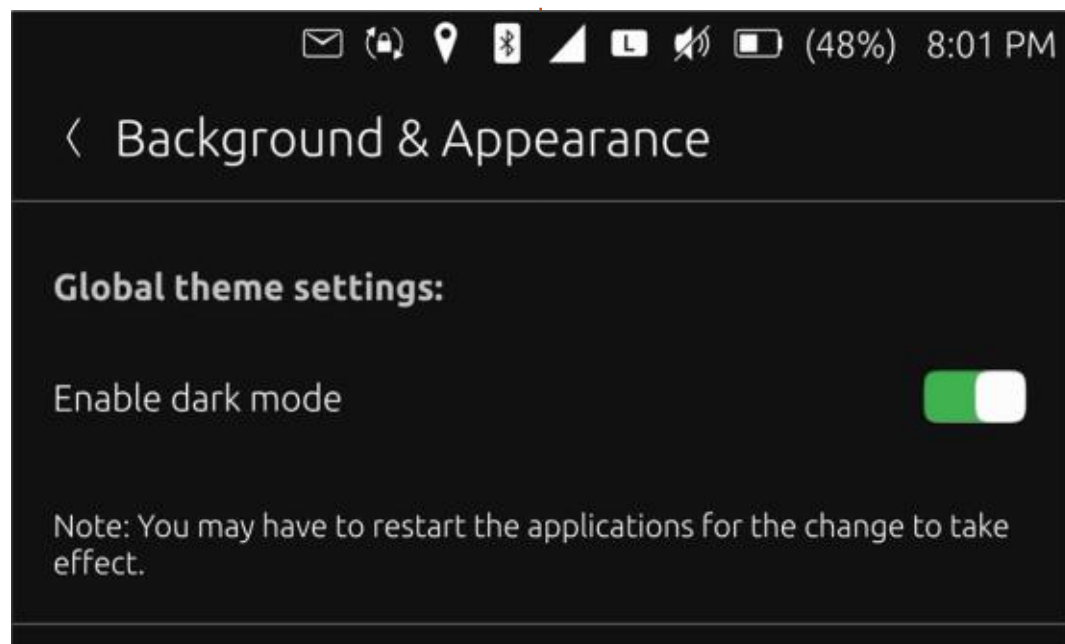 L (48%) 8:01 PM
Background & Appearance
Global theme settings:
Enable dark mode
Note: You may have to restart the applications for the change to take
effect.